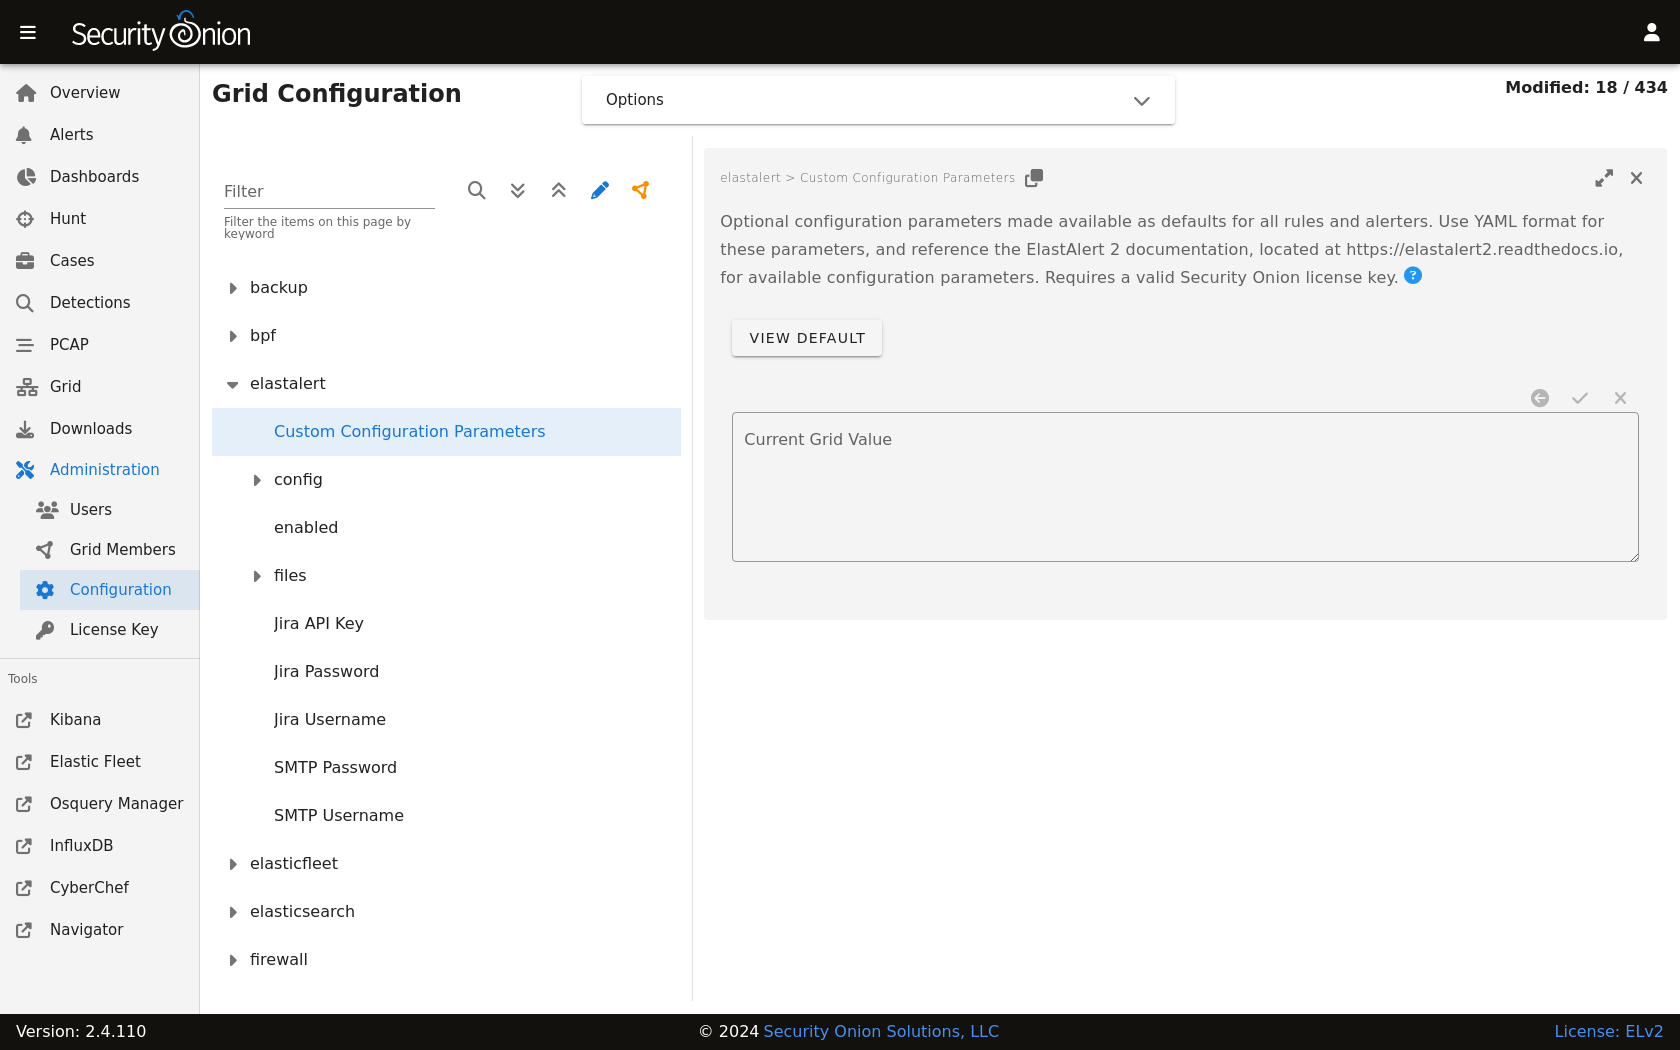 Security Onion
Overview
Alerts
Dashboards
Hunt
Cases
Detections
PCAP
Grid
Downloads
Administration
Users
Grid Members
Configuration
License Key
Tools
Kibana
Elastic Fleet
Osquery Manager
InfluxDB
CyberChef
Navigator
Grid Configuration
Options
Modified: 18 / 434
Filter
Filter the items on this page by
keyword
backup
bpf
elastalert
Custom Configuration Parameters
config
enabled
files
Jira API Key
Jira Password
Jira Username
SMTP Password
SMTP Username
elasticfleet
elasticsearch
firewall
elastalert > Custom Configuration Parameters
Optional configuration parameters made available as defaults for all rules and alerters. Use YAML format for
these parameters, and reference the ElastAlert 2 documentation, located at https://elastalert2.readthedocs.io,
for available configuration parameters. Requires a valid Security Onion license key. ?
VIEW DEFAULT
Current Grid Value
Version: 2.4.110
© 2024 Security Onion Solutions, LLC
License: ELv2